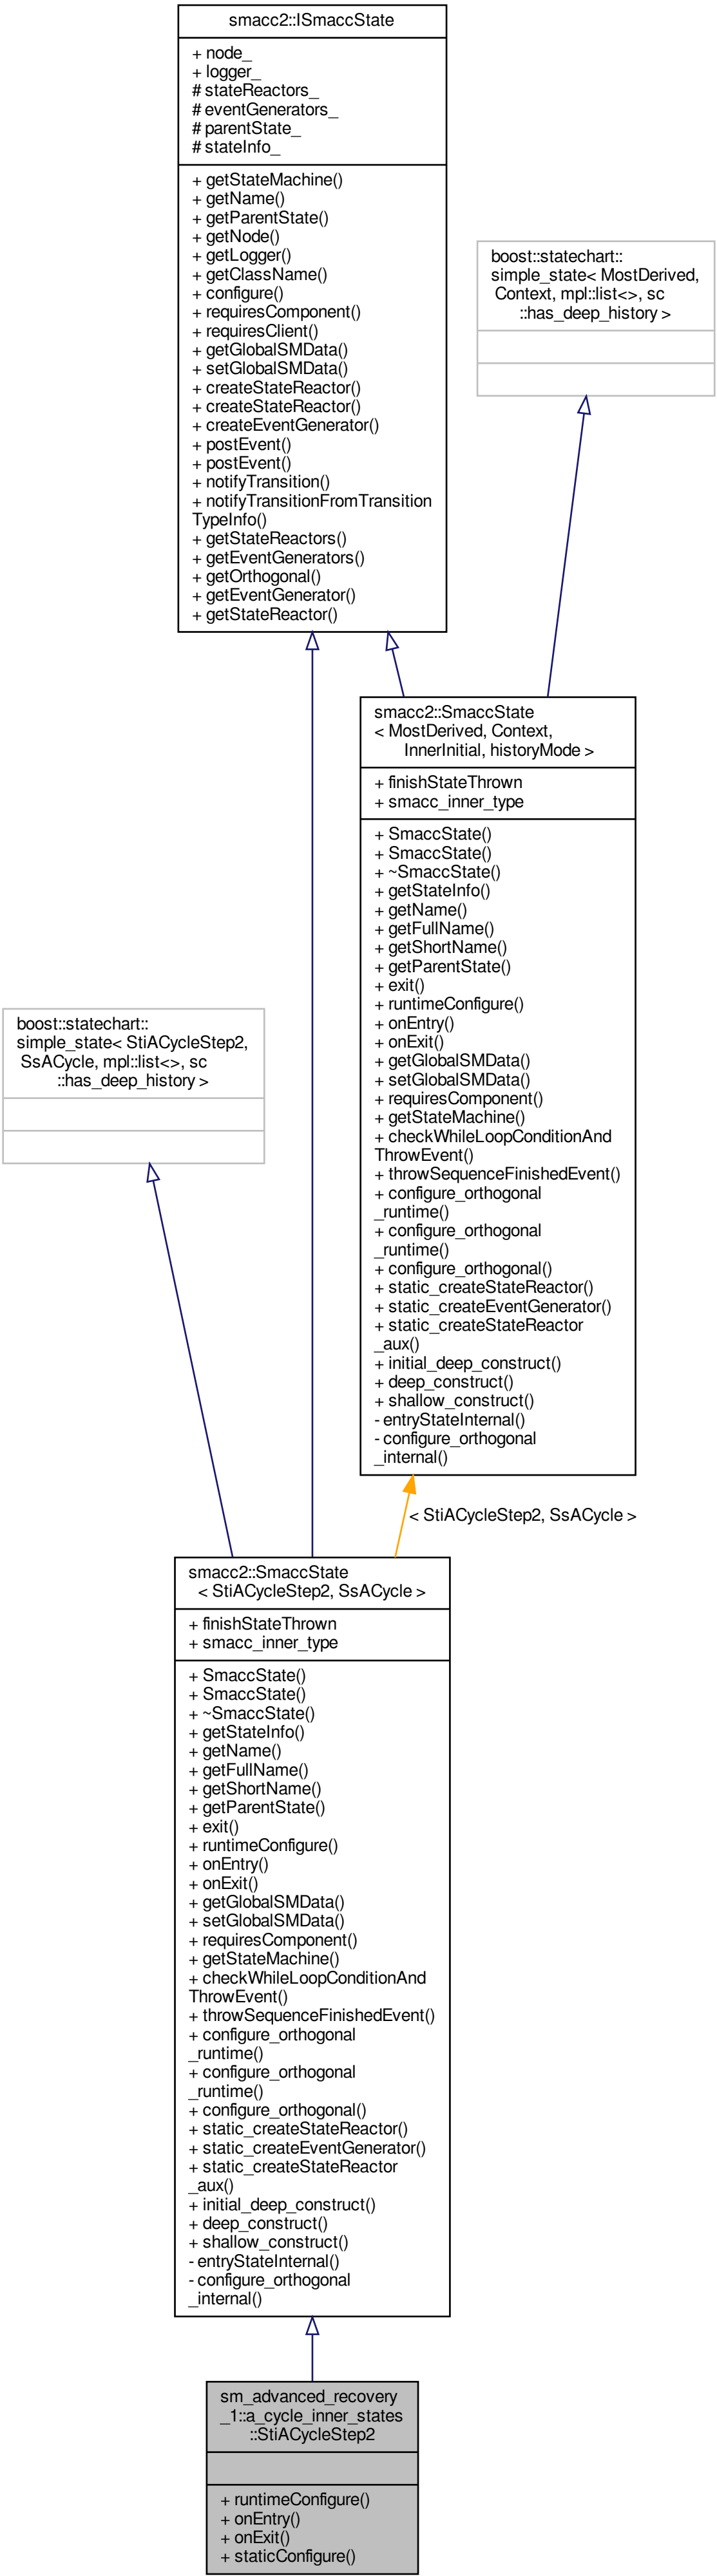 smacc2::ISmaccState
+ node_
+ logger_
# stateReactors_
# eventGenerators_
# parentState_
# stateInfo_
+ getStateMachine()
+ getName()
+ getParentState()
+ getNode()
+ getLogger()
+ getClassName()
+ configure()
+ requiresComponent()
+ requiresClient()
+ getGlobalSMData()
+ setGlobalSMData()
+ createStateReactor()
+ createStateReactor()
+ createEventGenerator()
+ postEvent()
+ postEvent()
+ notifyTransition()
+ notifyTransitionFromTransition
TypeInfo()
+ getStateReactors()
+ getEventGenerators()
+ getOrthogonal()
+ getEventGenerator()
+ getStateReactor()
boost::statechart::
simple_state< MostDerived,
Context, mpl::list<>, sc
::has_deep_history >
smacc2::SmaccState
< MostDerived, Context,
InnerInitial, historyMode >
+ finishStateThrown
+ smacc_inner_type
+ SmaccState()
+ SmaccState()
+ ~SmaccState()
+ getStateInfo()
+ getName()
+ getFullName()
+ getShortName()
+ getParentState()
+ exit()
+ runtimeConfigure()
+ onEntry()
+ onExit()
+ getGlobalSMData()
+ setGlobalSMData()
+ requiresComponent()
+ getStateMachine()
+ checkWhileLoopConditionAnd
ThrowEvent()
+ throwSequenceFinishedEvent()
+ configure_orthogonal
_runtime()
+ configure_orthogonal
_runtime()
+ configure_orthogonal()
+ static_createStateReactor()
+ static_createEventGenerator()
+ static_createStateReactor
_aux()
+ initial_deep_construct()
+ deep_construct()
+ shallow_construct()
- entryStateInternal()
- configure_orthogonal
_internal()
boost::statechart::
simple_state< StiACycleStep2,
SsACycle, mpl::list<>, sc
::has_deep_history >
< StiACycleStep2, SsACycle >
smacc2::SmaccState
< StiACycleStep2, SsACycle >
+ finishStateThrown
+ smacc_inner_type
+ SmaccState()
+ SmaccState()
+ ~SmaccState()
+ getStateInfo()
+ getName()
+ getFullName()
+ getShortName()
+ getParentState()
+ exit()
+ runtimeConfigure()
+ onEntry()
+ onExit()
+ getGlobalSMData()
+ setGlobalSMData()
+ requiresComponent()
+ getStateMachine()
+ checkWhileLoopConditionAnd
ThrowEvent()
+ throwSequenceFinishedEvent()
+ configure_orthogonal
_runtime()
+ configure_orthogonal
_runtime()
+ configure_orthogonal()
+ static_createStateReactor()
+ static_createEventGenerator()
+ static_createStateReactor
_aux()
+ initial_deep_construct()
+ deep_construct()
+ shallow_construct()
- entryStateInternal()
- configure_orthogonal
_internal()
sm_advanced_recovery
_1::a_cycle_inner_states
::StiACycleStep2
+ runtimeConfigure()
+ onEntry()
+ onExit()
+ staticConfigure()